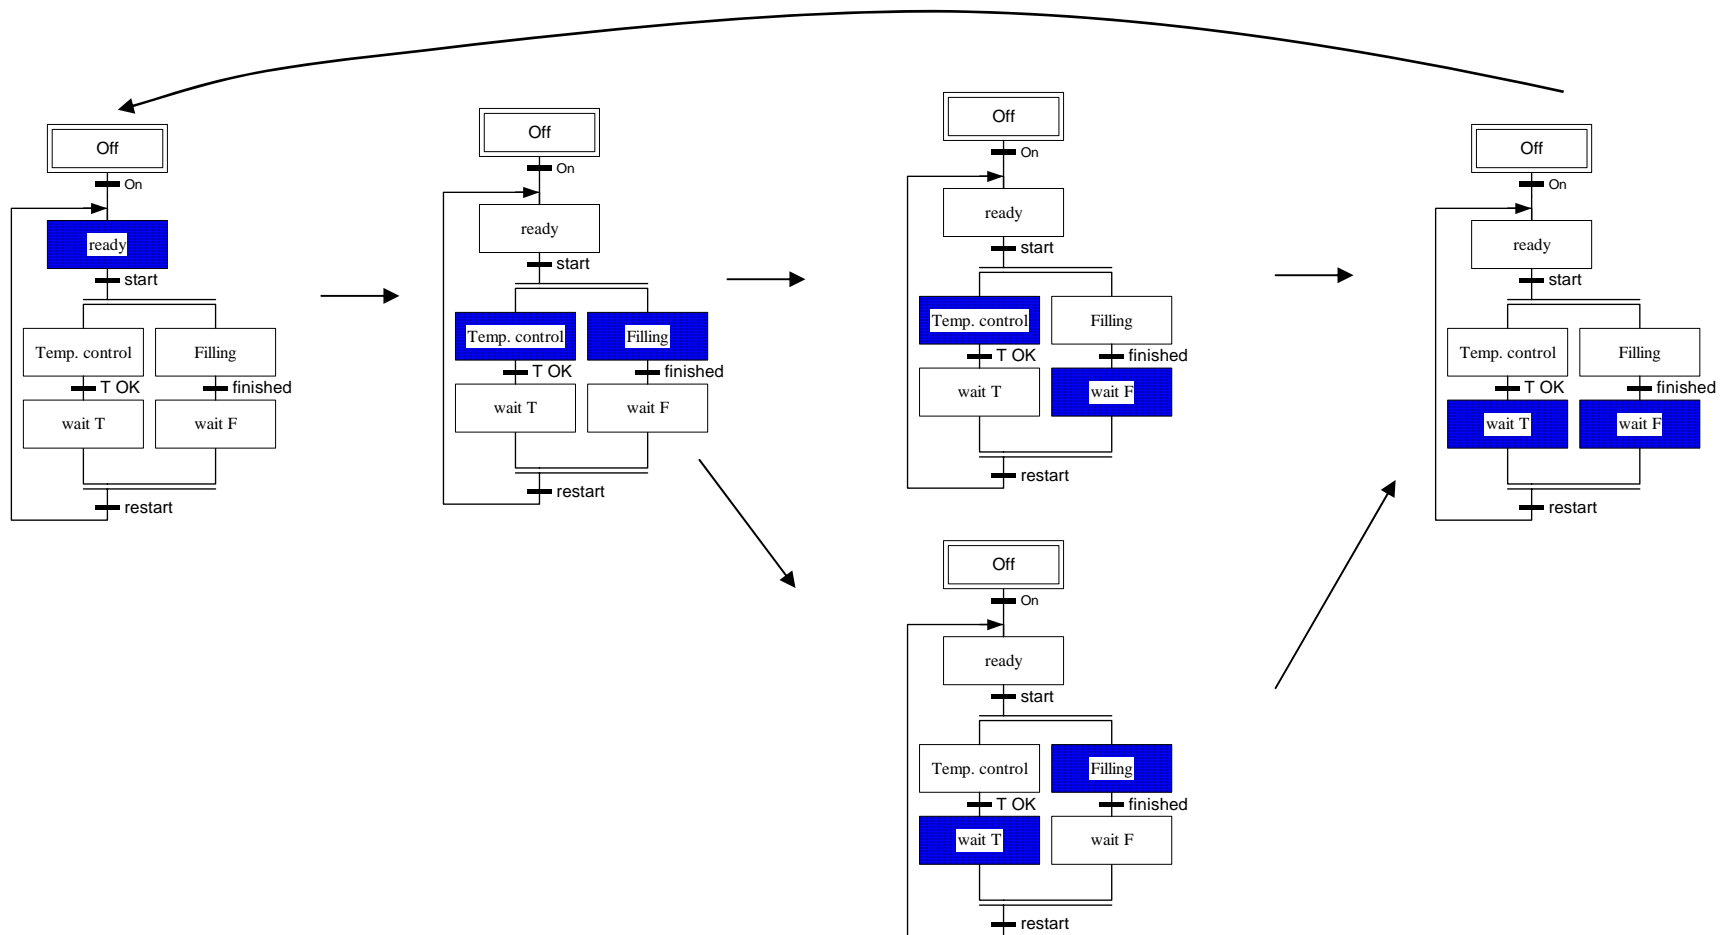 Off
On
ready
start
Temp. control
Filling
T OK
finished
wait T
wait F
restart
Off
On
ready
start
Temp. control
Filling
T OK
finished
wait T
wait F
restart
Off
On
ready
start
Temp. control
Filling
T OK
finished
wait T
wait F
restart
Off
On
ready
start
Temp. control
Filling
T OK
finished
wait T
wait F
restart
Off
On
ready
start
Temp. control
Filling
T OK
finished
wait T
wait F
restart